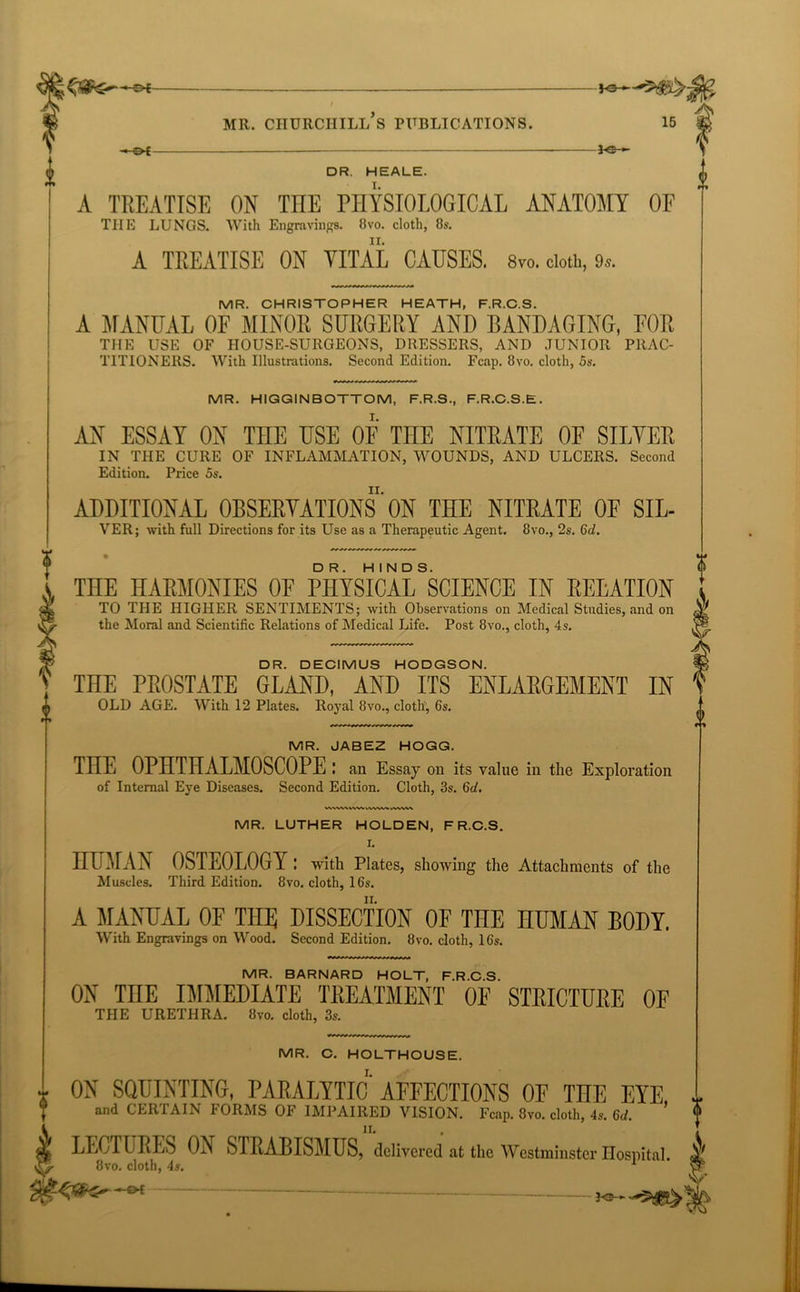 MR. CHURCHILL'S PUBLICATIONS. 15
DR. HEALE.
I.
A TREATISE ON THE PHYSIOLOGICAL ANATOMY OF
THE LUNGS. With Engravings. 8vo. cloth, 8s.
II.
A TREATISE ON VITAL CAUSES. 8vo. cloth, 9s.
MR. CHRISTOPHER HEATH, F.R.C.S.
A MANUAL OF MINOR SURGERY AND BANDAGING, FOR
THE USE OF HOUSE-SURGEONS, DRESSERS, AND JUNIOR PRAC-
TITIONERS. With Illustrations. Second Edition. Fcap. 8vo. cloth, 5s.
MR. HIGGINBOTTOM, F.R.S., F.R.C.S.E.
I.
AN ESSAY ON THE USE OF THE NITRATE OF SILVER
IN THE CURE OF INFLAMMATION, WOUNDS, AND ULCERS. Second
Edition. Price 5s.
II.
ADDITIONAL OBSERVATIONS ON THE NITRATE OF SIL-
VER; with full Directions for its Use as a Therapeutic Agent. 8vo., 2s. 6d.
DR. HINDS.
THE HARMONIES OF PHYSICAL SCIENCE IN RELATION
TO THE HIGHER SENTIMENTS; with Observations on Medical Studies, and on
the Moral and Scientific Relations of Medical Life. Post 8vo., cloth, 4s.
DR. DECIMUS HODGSON.
THE PROSTATE GLAND, AND ITS ENLARGEMENT IN
OLD AGE. With 12 Plates. Royal 8vo., cloth, 6s.
MR. JABEZ HOGG.
THE OPHTHALMOSCOPE: an Essay on its value in the Exploration
of Internal Eye Diseases. Second Edition. Cloth, 3s. 6d.
MR. LUTHER HOLDEN, FR.C.S.
I.
HUMAN OSTEOLOGY: with Plates, showing the Attachments of the
Muscles. Third Edition. 8vo. cloth, 16s.
II.
A MANUAL OF THE DISSECTION OF THE HUMAN BODY.
With Engravings on Wood. Second Edition. 8vo. cloth, 16s.
MR. BARNARD HOLT, F.R.C.S.
ON THE IMMEDIATE TREATMENT OF STRICTURE OF
THE URETHRA. 8vo. cloth, 3s.
MR. C. HOLTHOUSE.
I.
ON SQUINTING, PARALYTIC AFFECTIONS OF THE EYE,
and CERTAIN FORMS OF IMPAIRED VISION. Fcap. 8vo. cloth, 4s. 6d.
II.
LECTURES ON STRABISMUS, delivered at the Westminster Hospital.
8vo. cloth, 4s.